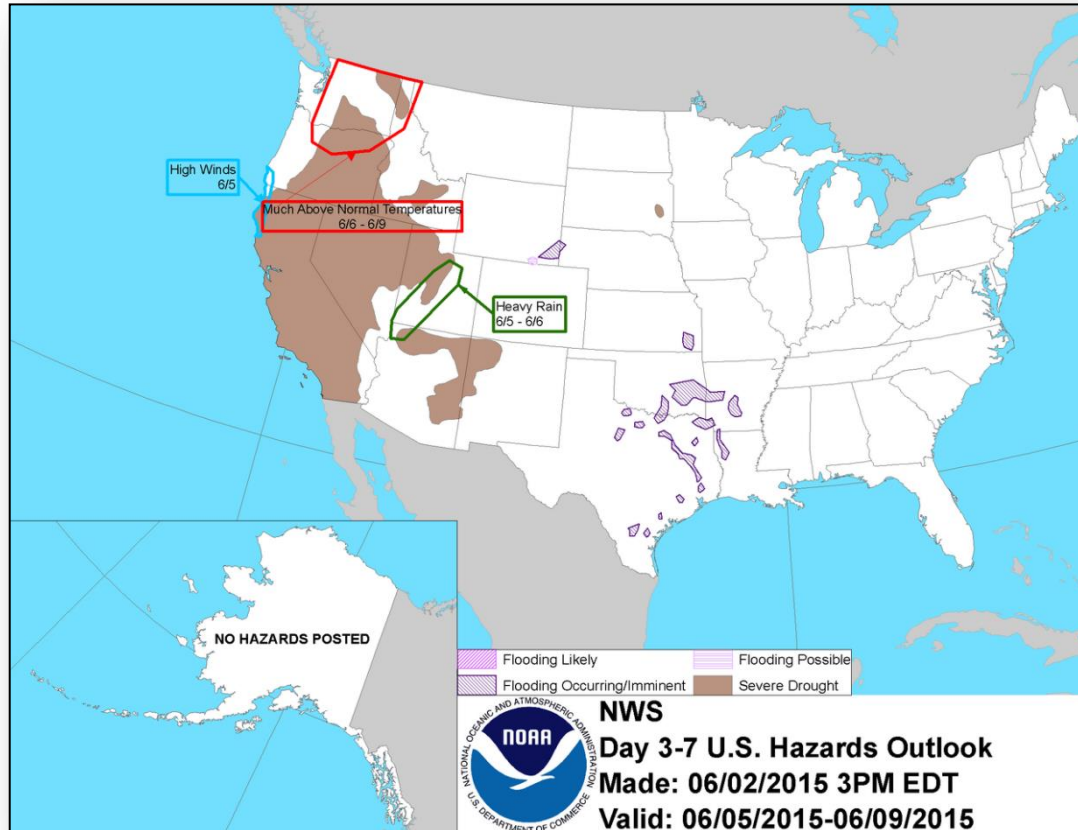 High Winds
6/5
Much Above Normal Temperatures
6/6 - 6/9
Heavy Rain
6/5 - 6/6
NO HAZARDS POSTED
Flooding Likely
Flooding Possible
Flooding Occurring/Imminent
Severe Drought
NATIONAL OCEANIC AND ATMOSPHERIC ADMINISTRATION
NOAA
U.S. DEPARTMENT OF COMMERCE
NWS
Day 3-7 U.S. Hazards Outlook
Made: 06/02/2015 3PM EDT
Valid: 06/05/2015-06/09/2015